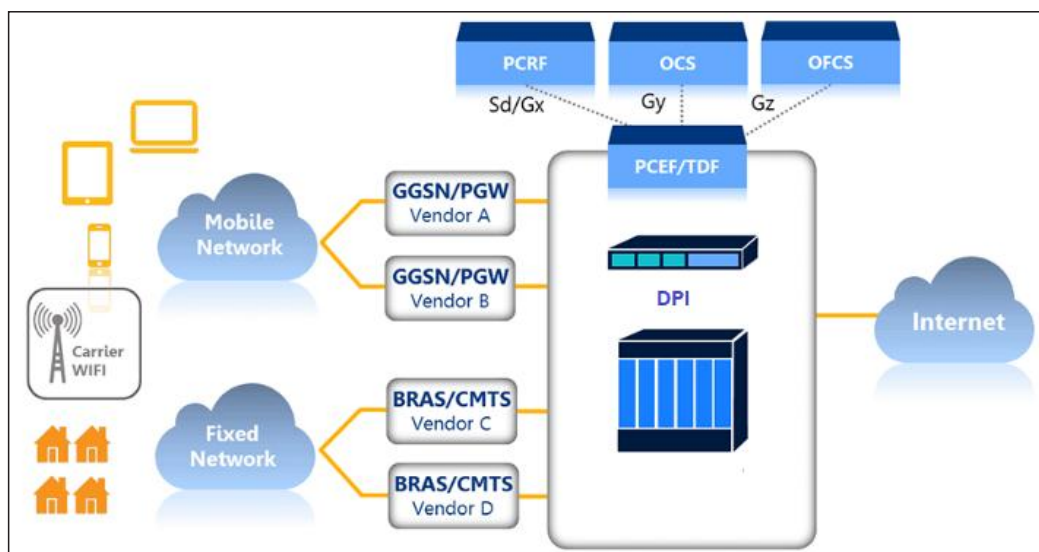 PCRF
OCS
OFCS
Sd/Gx
Gy
Gz
PCEF/TDF
GGSN/PGW
Vendor A
Mobile
Network
GGSN/PGW
Vendor B
DPI
Internet
Carrier
WIFI
BRAS/CMTS
Vendor C
Fixed
Network
BRAS/CMTS
Vendor D